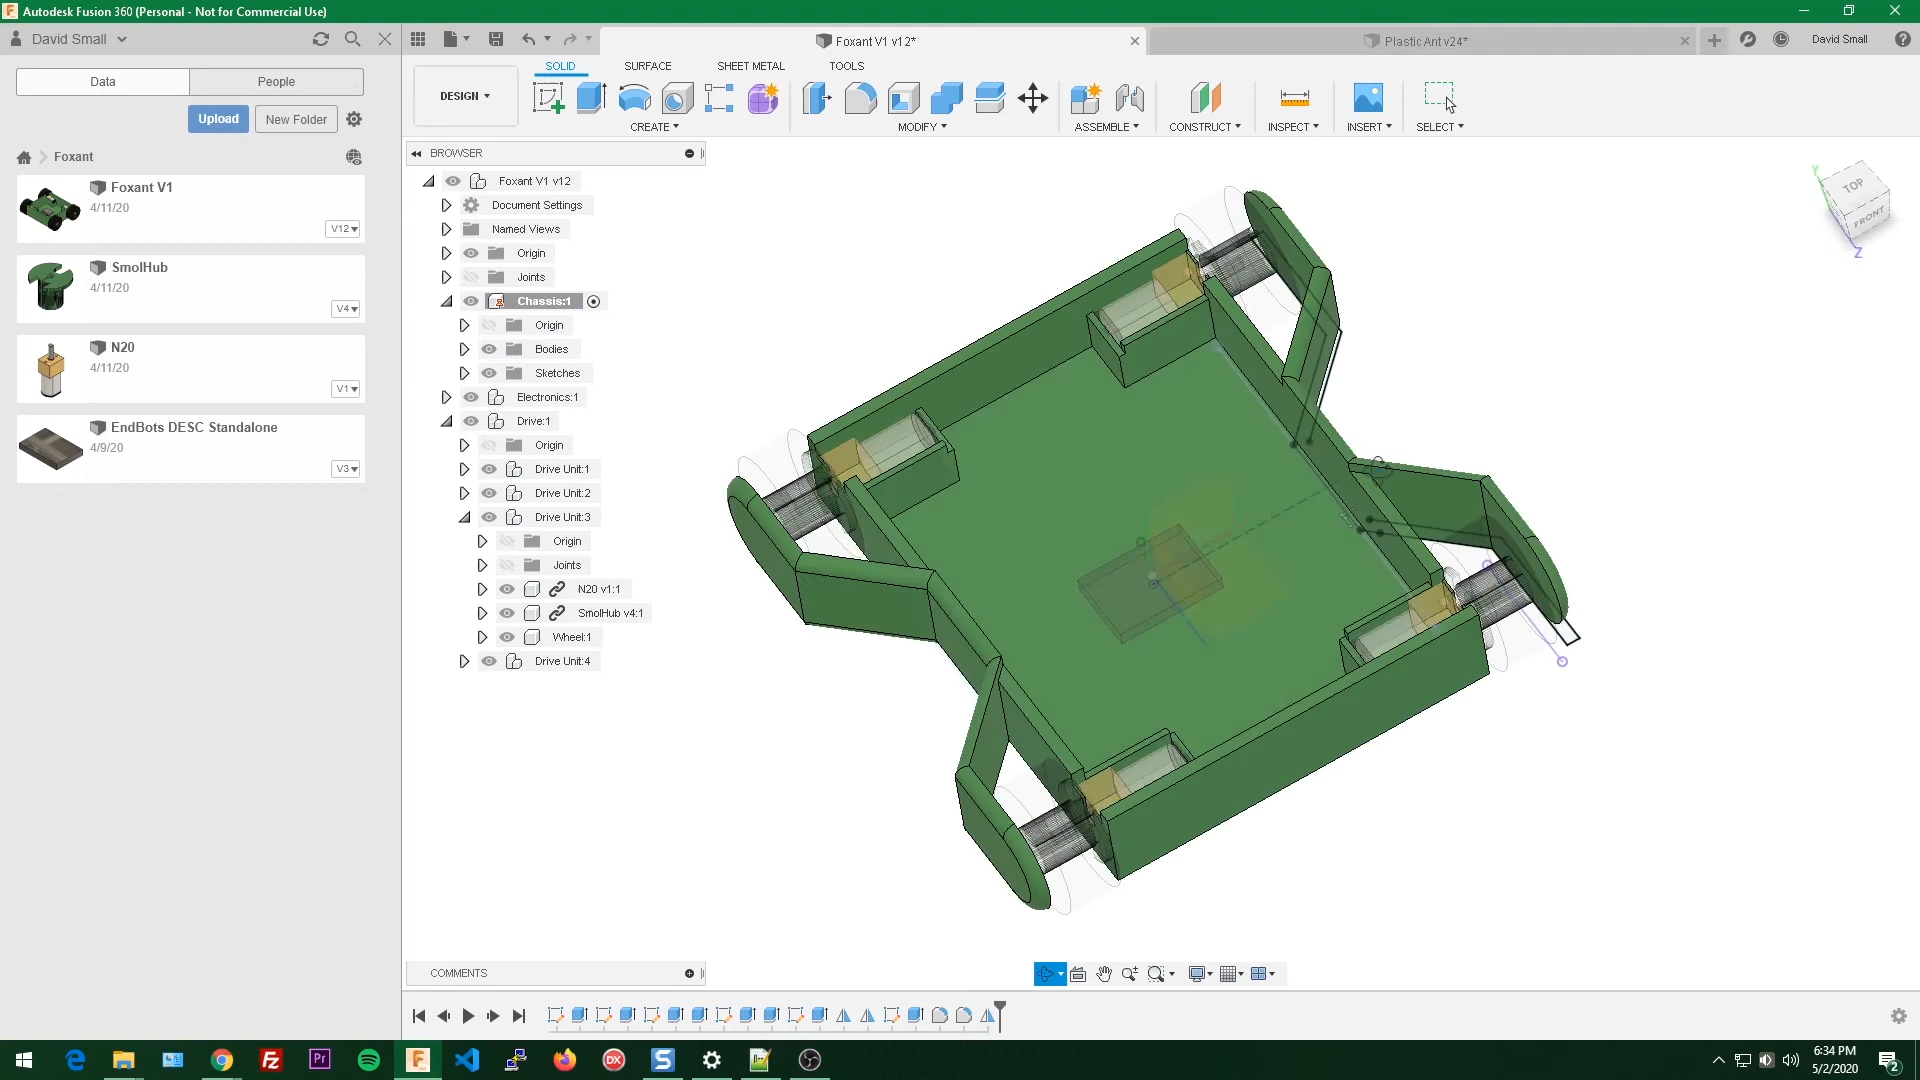 Autodesk Fusion 360 (Personal - Not for Commercial Use)
David Small
Foxant V1 v12*
Plastic Ant v24*
David Small
Data
People
SOLID
SURFACE
SHEET METAL
TOOLS
DESIGN
Upload
New Folder
CREATE
MODIFY
ASSEMBLE
CONSTRUCT
INSPECT
INSERT
SELECT
Foxant
Foxant V1
4/11/20
V12
SmolHub
4/11/20
V4
N20
4/11/20
V1
EndBots DESC Standalone
4/9/20
V3
BROWSER
Foxant V1 v12
Document Settings
Named Views
Origin
Joints
Chassis:1
Origin
Bodies
Sketches
Electronics:1
Drive:1
Origin
Drive Unit:1
Drive Unit:2
Drive Unit:3
Origin
Joints
N20 v1:1
SmolHub v4:1
Wheel:1
Drive Unit:4
Y
TOP
FRONT
Z
COMMENTS
6:34 PM
5/2/2020
2